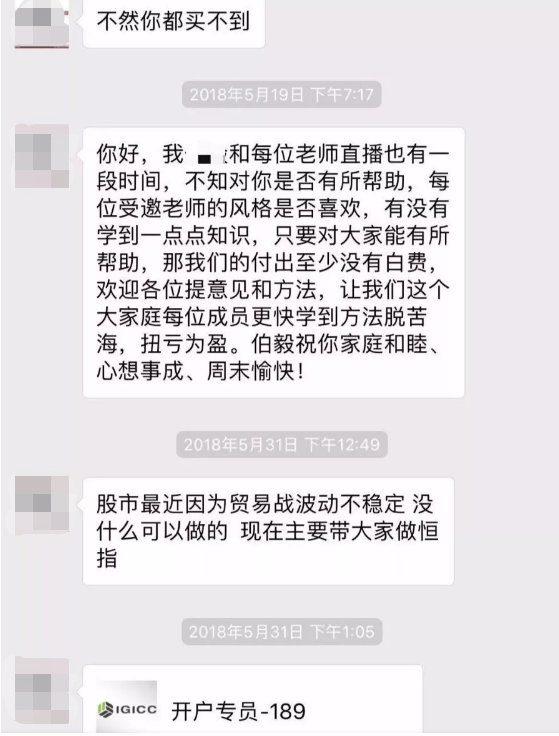 不然你都买不到
2018年5月19日 下午7:17
你好，我 和每位老师直播也有一
段时间，不知对你是否有所帮助，每
位受邀老师的风格是否喜欢，有没有
学到一点点知识，只要对大家能有所
帮助，那我们的付出至少没有白费，
欢迎各位提意见和方法，让我们这个
大家庭每位成员更快学到方法脱苦
海，扭亏为盈。伯毅祝你家庭和睦、
心想事成、周末愉快！
2018年5月31日 下午12:49
股市最近因为贸易战波动不稳定 没
什么可以做的 现在主要带大家做恒
指
2018年5月31日 下午1:05
IGICC 开户专员-189